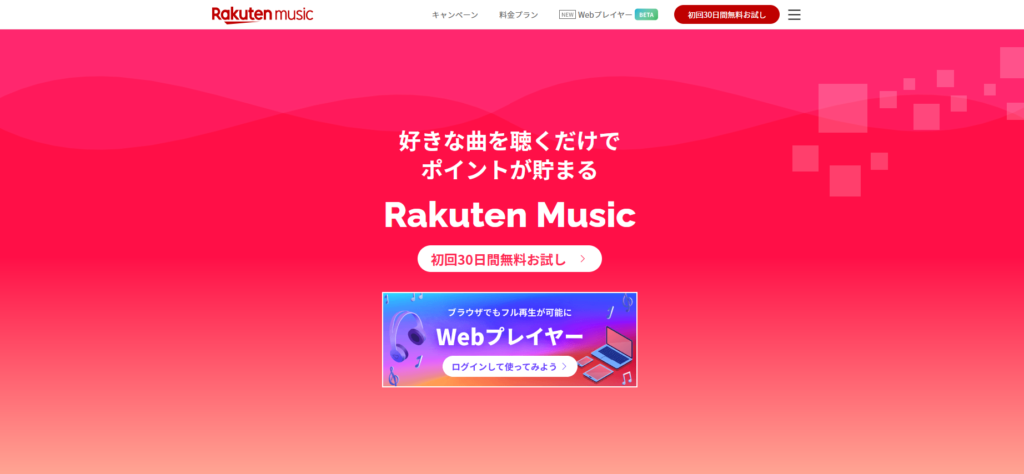 Rakuten music
キャンペーン
料金プラン
NEW Webプレイヤー BETA
初回30日間無料お試し
好きな曲を聴くだけで
ポイントが貯まる
Rakuten Music
初回30日間無料お試し
ブラウザでもフル再生が可能に
Webプレイヤー
ログインして使ってみよう